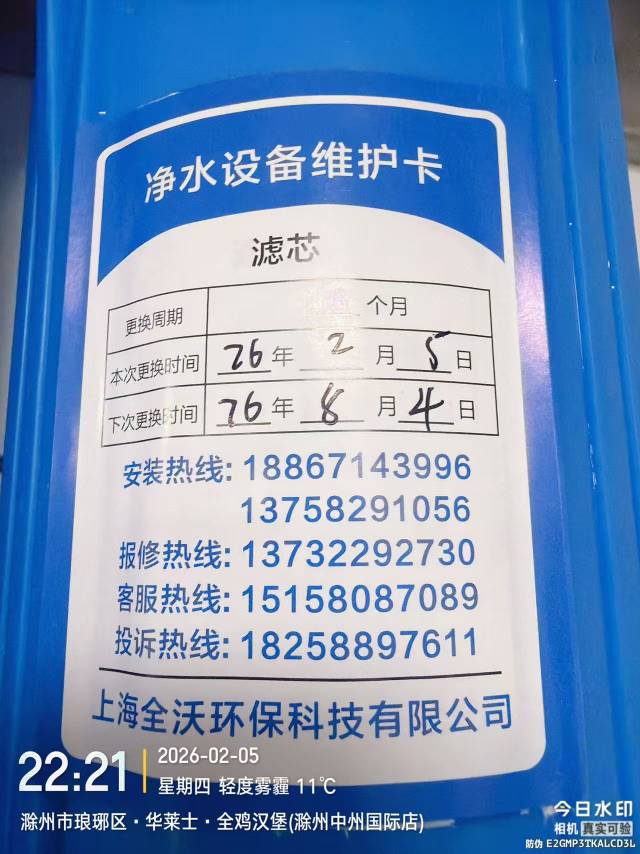 净水设备维护卡
滤芯
更换周期 个月
本次更换时间 26年 2 月 5 日
下次更换时间 26年 8 月 4 日
安装热线: 18867143996
13758291056
报修热线: 13732292730
客服热线: 15158087089
投诉热线: 18258897611
上海全沃环保科技有限公司
22:21
2026-02-05
星期四 轻度雾霾 11℃
滁州市琅琊区·华莱士·全鸡汉堡(滁州中州国际店)
今日水印
相机 真实可验
防伪 E2GMP3TKALCD3L